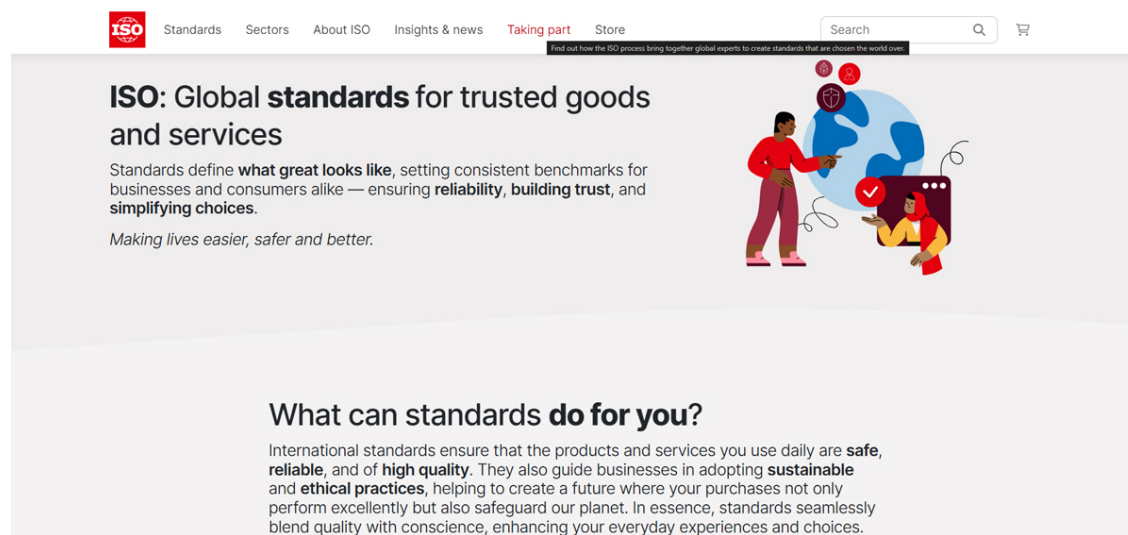 ISO
Standards Sectors About ISO Insights & news Taking part Store Search
Find out how the ISO process bring together global experts to create standards that are chosen the world over.
ISO: Global standards for trusted goods
and services
Standards define what great looks like, setting consistent benchmarks for
businesses and consumers alike — ensuring reliability, building trust, and
simplifying choices.
Making lives easier, safer and better.
What can standards do for you?
International standards ensure that the products and services you use daily are safe,
reliable, and of high quality. They also guide businesses in adopting sustainable
and ethical practices, helping to create a future where your purchases not only
perform excellently but also safeguard our planet. In essence, standards seamlessly
blend quality with conscience, enhancing your everyday experiences and choices.